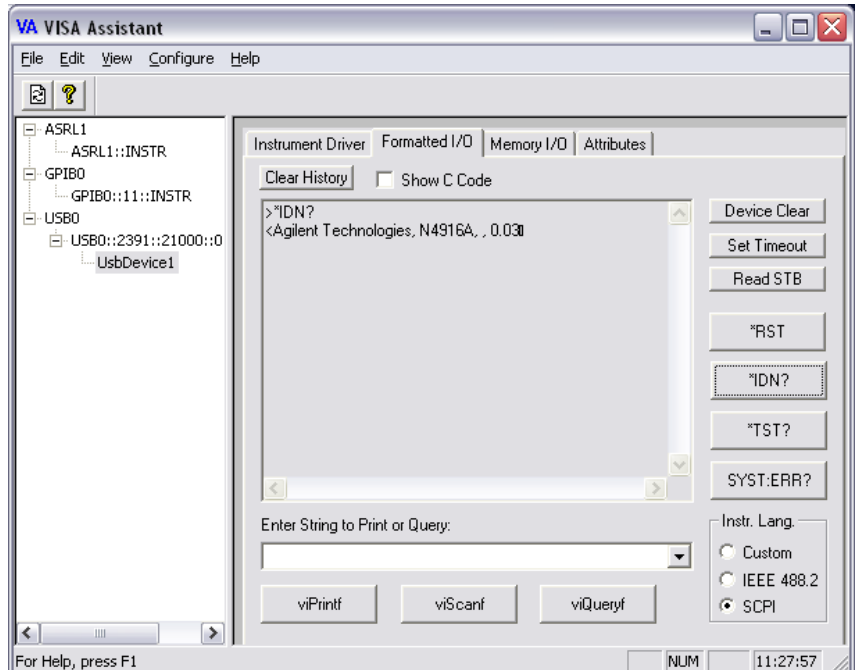 VA VISA Assistant
File Edit View Configure Help
ASRL1
ASRL1::INSTR
GPIB0
GPIB0::11::INSTR
USB0
USB0::2391::21000::0
UsbDevice1
Instrument Driver Formatted I/O Memory I/O Attributes
Clear History Show C Code
>*IDN?
<Agilent Technologies, N4916A, , 0.03
Device Clear
Set Timeout
Read STB
*RST
*IDN?
*TST?
SYST:ERR?
Enter String to Print or Query:
viPrintf viScanf viQueryf
Instr. Lang.
Custom
IEEE 488.2
SCPI
For Help, press F1 NUM 11:27:57